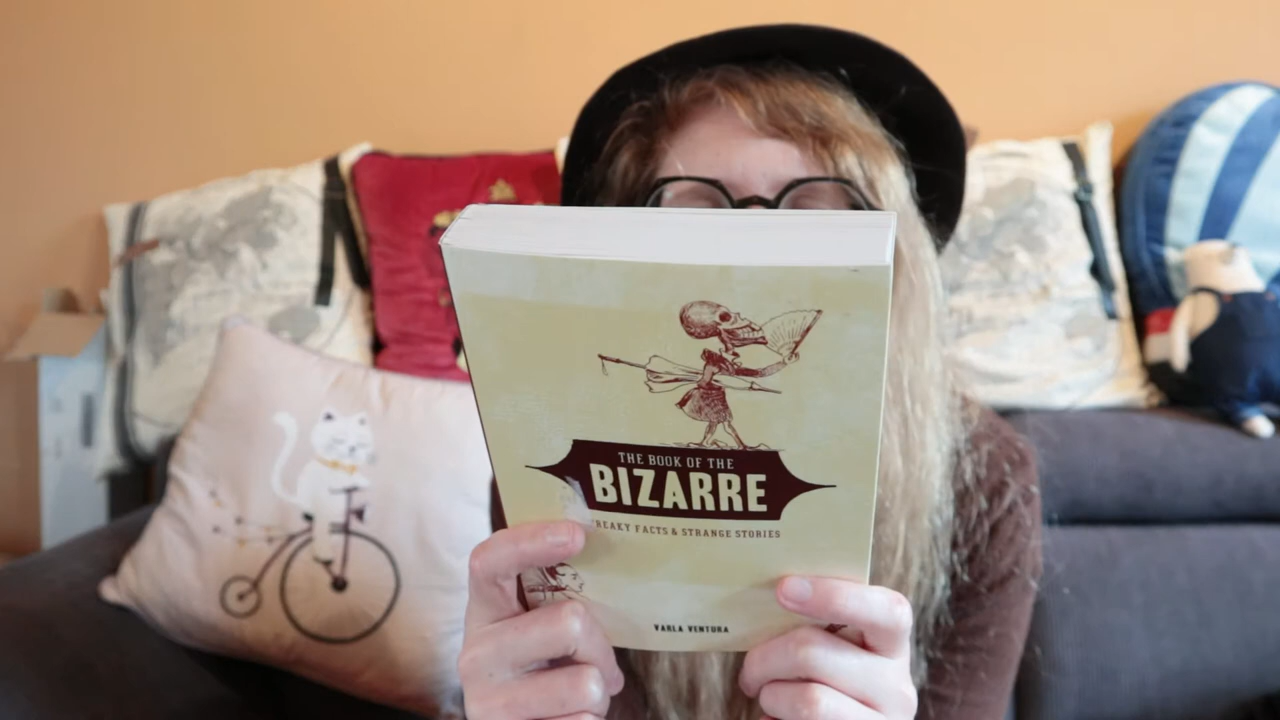 THE BOOK OF THE
BIZARRE
FREAKY FACTS & STRANGE STORIES
VARLA VENTURA